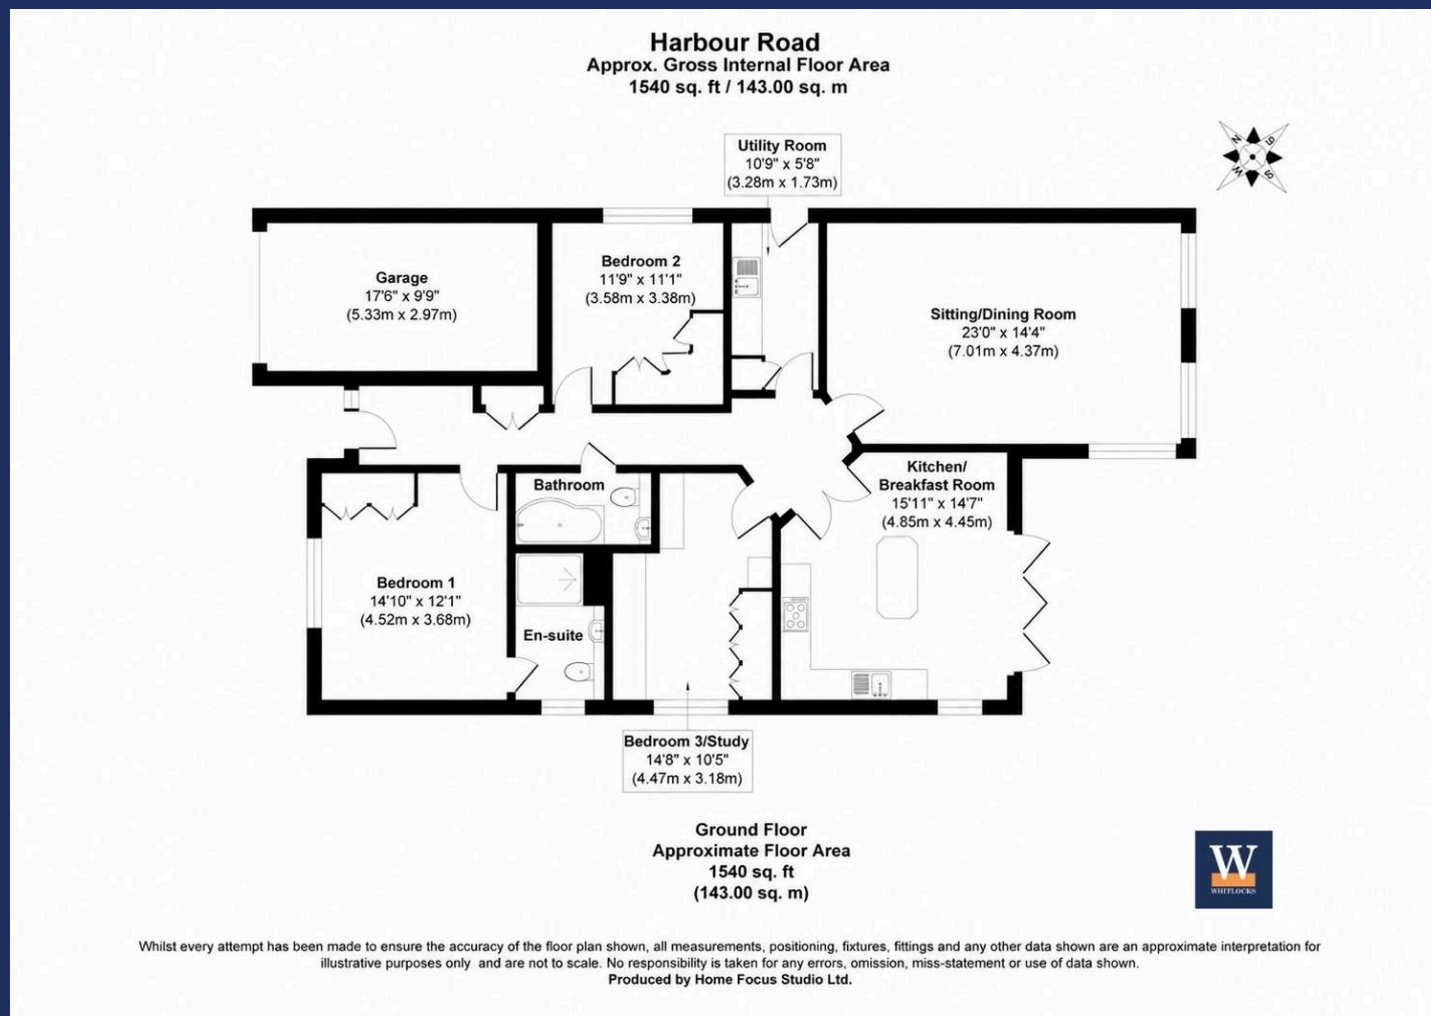 Harbour Road
Approx. Gross Internal Floor Area
1540 sq. ft / 143.00 sq. m
Utility Room
10'9" x 5'8"
(3.28m x 1.73m)
N
E
S
W
Garage
17'6" x 9'9"
(5.33m x 2.97m)
Bedroom 2
11'9" x 11'1"
(3.58m x 3.38m)
Sitting/Dining Room
23'0" x 14'4"
(7.01m x 4.37m)
Kitchen/
Breakfast Room
15'11" x 14'7"
(4.85m x 4.45m)
Bathroom
Bedroom 1
14'10" x 12'1"
(4.52m x 3.68m)
En-suite
Bedroom 3/Study
14'8" x 10'5"
(4.47m x 3.18m)
Ground Floor
Approximate Floor Area
1540 sq. ft
(143.00 sq. m)
W
WHITLOCKS
Whilst every attempt has been made to ensure the accuracy of the floor plan shown, all measurements, positioning, fixtures, fittings and any other data shown are an approximate interpretation for
illustrative purposes only and are not to scale. No responsibility is taken for any errors, omission, miss-statement or use of data shown.
Produced by Home Focus Studio Ltd.